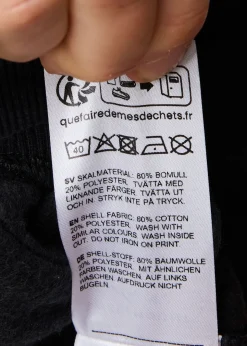 quefairedemesdechets.fr
40
SV SKALMATERIAL: 80% BOMULL
20% POLYESTER. TVÄTTA MED
LIKNANDE FÄRGER. TVÄTTA UT
OCH IN. STRYK INTE PÅ TRYCK.
EN SHELL FABRIC: 80% COTTON
20% POLYESTER. WASH WITH
SIMILAR COLOURS. WASH INSIDE
OUT. DO NOT IRON ON PRINT.
DE SHELL-STOFF: 80% BAUMWOLLE
20% POLYESTER. MIT ÄHNLICHEN
FARBEN WASCHEN. AUF LINKS
WASCHEN. AUFDRUCK NICHT
BÜGELN